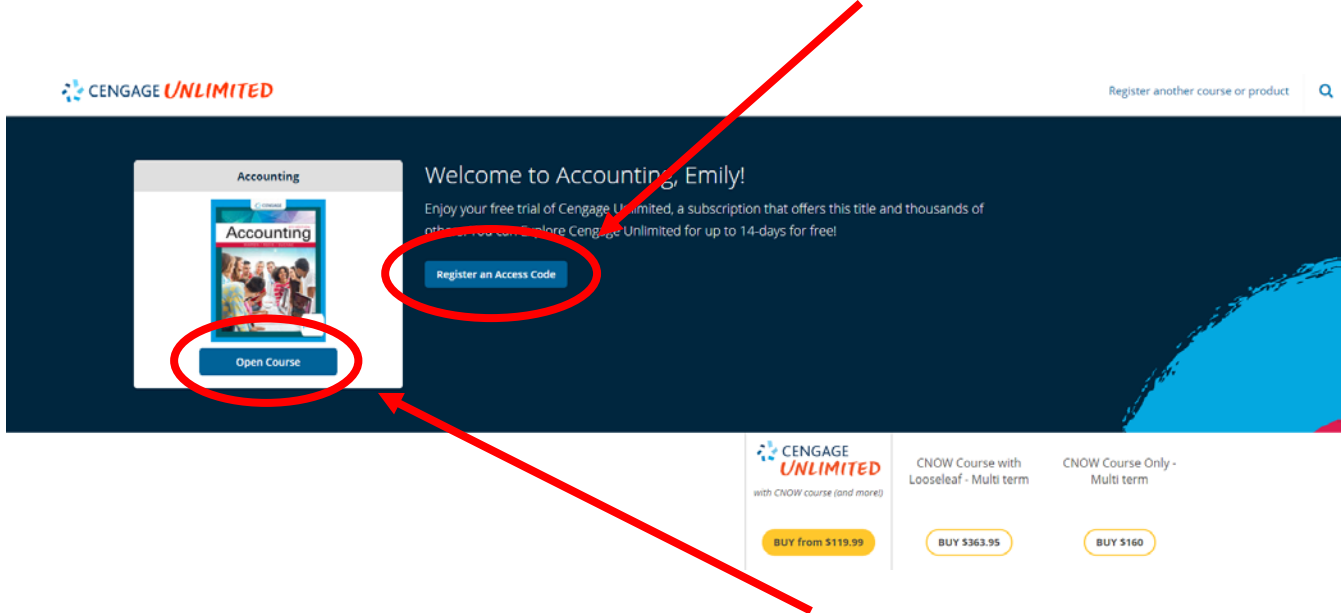 CENGAGE UNLIMITED
Register another course or product
Accounting
CENGAGE
Accounting
Open Course
Welcome to Accounting, Emily!
Enjoy your free trial of Cengage Unlimited, a subscription that offers this title and thousands of
You can Explore Cengage Unlimited for up to 14-days for free!
Register an Access Code
CENGAGE
UNLIMITED
with CNOW course (and more!)
BUY from $119.99
CNOW Course with
Looseleaf - Multi term
BUY $363.95
CNOW Course Only -
Multi term
BUY $160